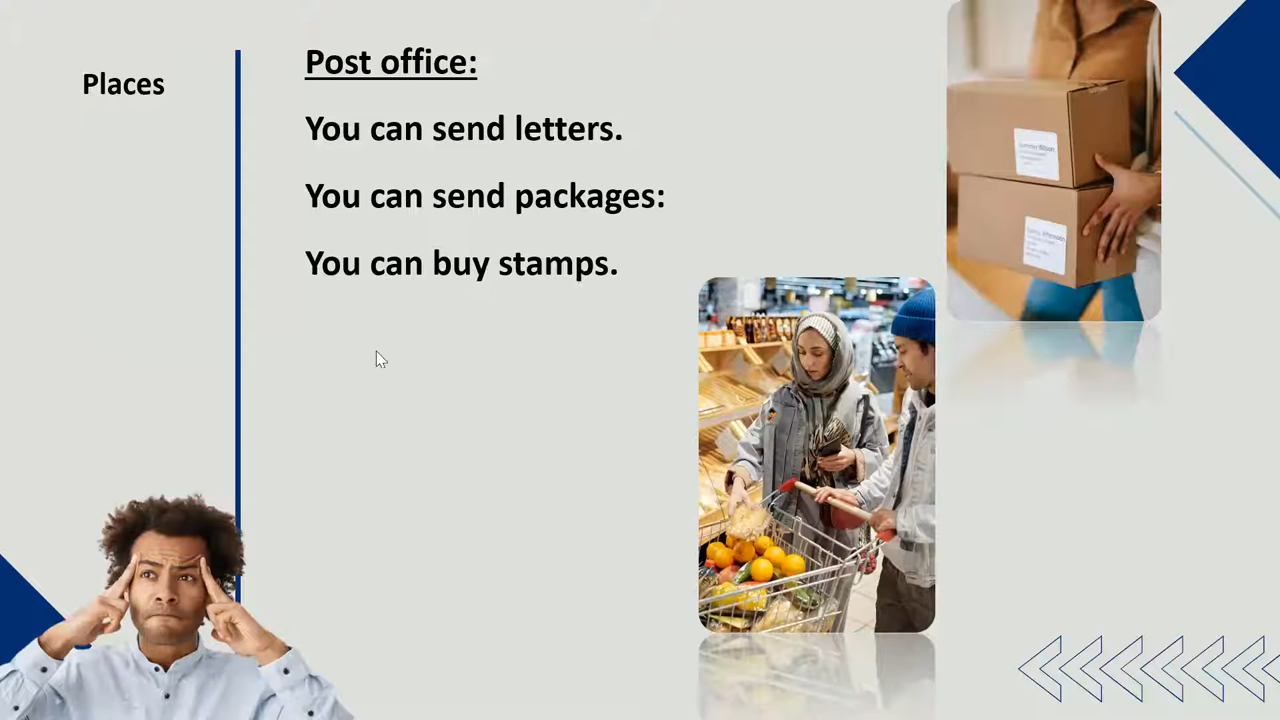 Places
Post office:
You can send letters.
You can send packages:
You can buy stamps.